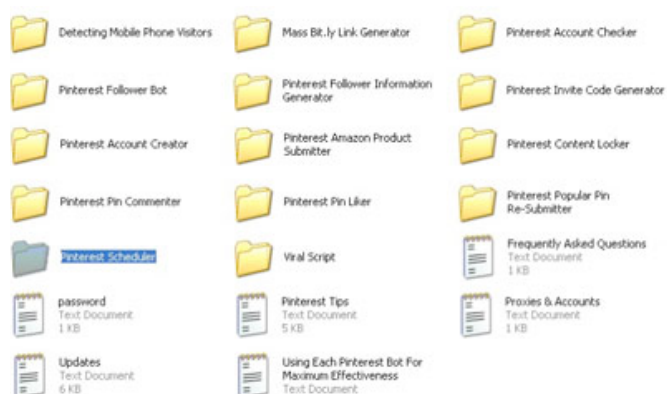 Detecting Mobile Phone Visitors
Mass Bit.ly Link Generator
Pinterest Account Checker
Pinterest Follower Bot
Pinterest Follower Information
Generator
Pinterest Invite Code Generator
Pinterest Account Creator
Pinterest Amazon Product
Submitter
Pinterest Content Locker
Pinterest Pin Commenter
Pinterest Pin Liker
Pinterest Popular Pin
Re-Submitter
Pinterest Scheduler
Viral Script
Frequently Asked Questions
Text Document
1 KB
password
Text Document
1 KB
Pinterest Tips
Text Document
5 KB
Proxies & Accounts
Text Document
1 KB
Updates
Text Document
6 KB
Using Each Pinterest Bot For
Maximum Effectiveness
Text Document